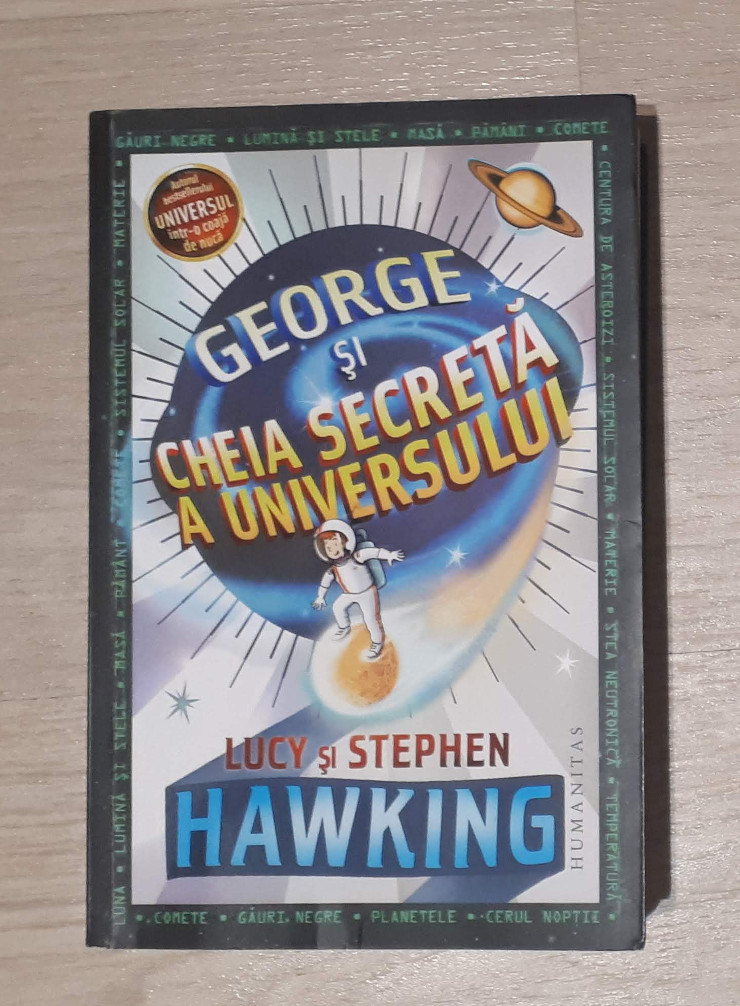 GĂURI NEGRE • LUMINĂ ȘI STELE • MASĂ • PĂMÂNT • COMETE
CENTURA DE ASTEROIZI • SISTEMUL SOLAR • MATERIE • STEA NEUTRONICĂ • TEMPERATURĂ
Autorul
bestsellerului
UNIVERSUL
într-o coajă
de nucă
GEORGE
ȘI
CHEIA SECRETĂ
A UNIVERSULUI
LUCY ȘI STEPHEN
HAWKING
HUMANITAS
LUNA • LUMINĂ ȘI STELE • MASĂ • PĂMÂNT • COMETE • SISTEMUL SOLAR • MATERIE •
• COMETE • GĂURI NEGRE • PLANETELE • CERUL NOPȚII •